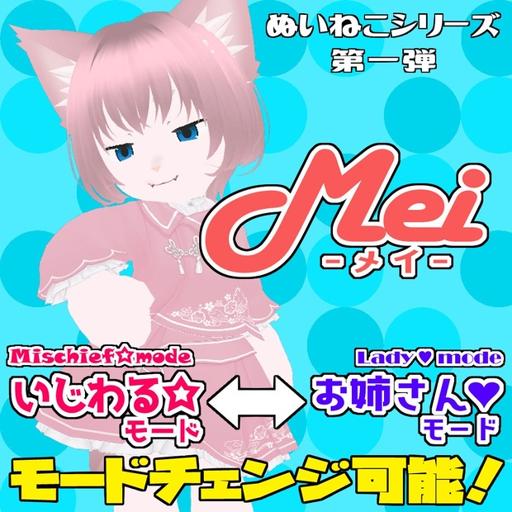 ぬいねこシリーズ
第一弾
Mei
-メイ-
Mischief☆mode
いじわる☆
モード
Lady♥mode
お姉さん♥
モード
モードチェンジ可能!